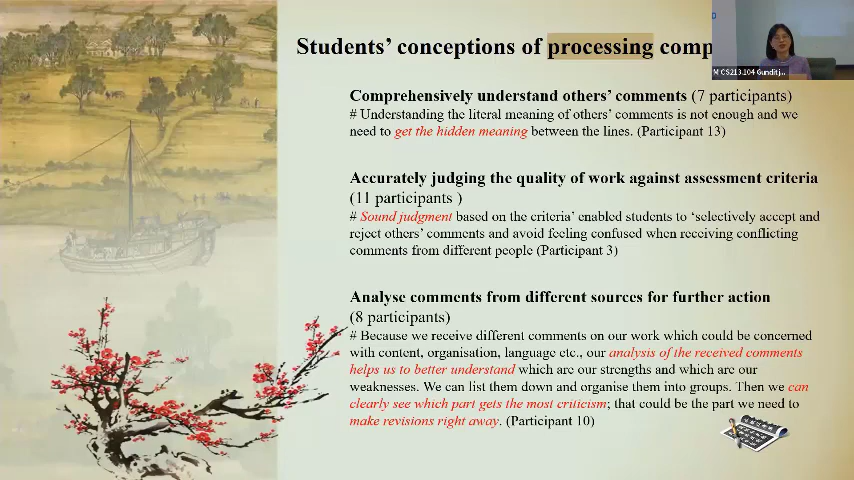 Students' conceptions of processing comp
M CS213.104 Gunditj...
Comprehensively understand others' comments (7 participants)
# Understanding the literal meaning of others' comments is not enough and we
need to get the hidden meaning between the lines. (Participant 13)
Accurately judging the quality of work against assessment criteria
(11 participants )
# Sound judgment based on the criteria' enabled students to 'selectively accept and
reject others' comments and avoid feeling confused when receiving conflicting
comments from different people (Participant 3)
Analyse comments from different sources for further action
(8 participants)
# Because we receive different comments on our work which could be concerned
with content, organisation, language etc., our analysis of the received comments
helps us to better understand which are our strengths and which are our
weaknesses. We can list them down and organise them into groups. Then we can
clearly see which part gets the most criticism; that could be the part we need to
make revisions right away. (Participant 10)